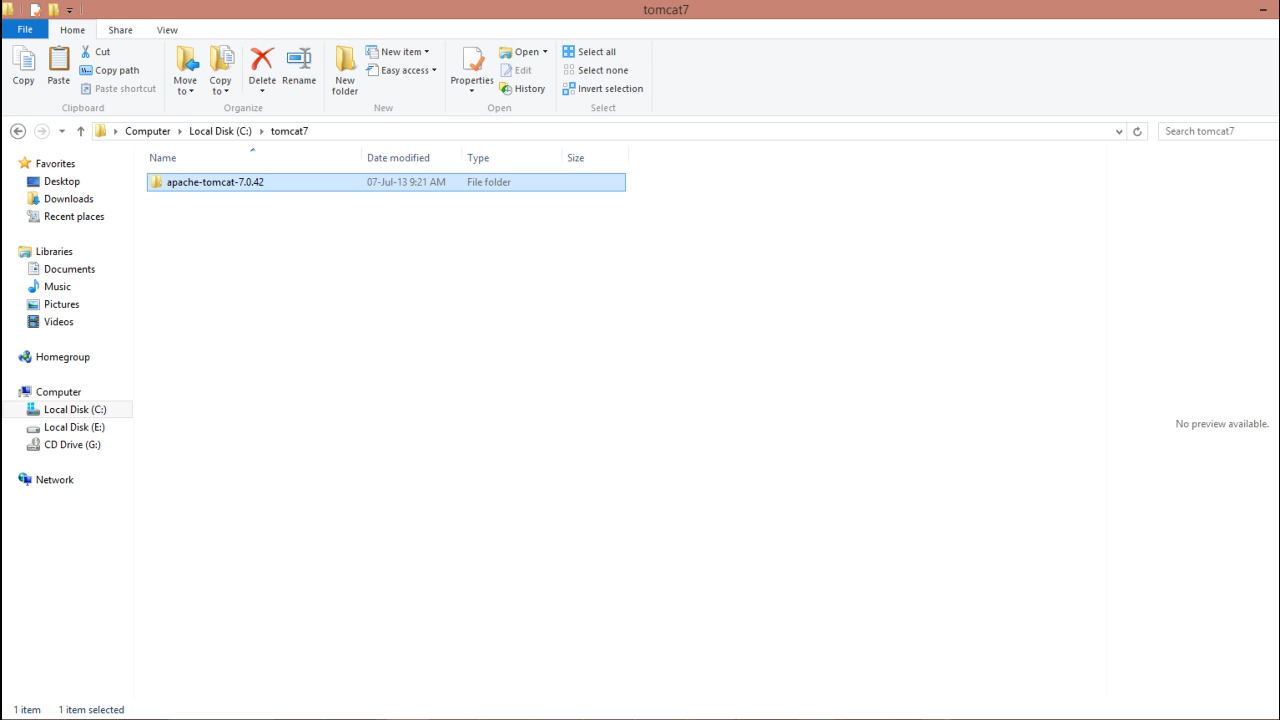 tomcat7
File Home Share View
Copy
Paste
Cut
Copy path
Paste shortcut
Clipboard
Move to
Copy to
Delete
Rename
Organize
New folder
New item
Easy access
New
Properties
Open
Edit
History
Open
Select all
Select none
Invert selection
Select
Computer Local Disk (C:) tomcat7
Search tomcat7
Name Date modified Type Size
apache-tomcat-7.0.42 07-Jul-13 9:21 AM File folder
Favorites
Desktop
Downloads
Recent places
Libraries
Documents
Music
Pictures
Videos
Homegroup
Computer
Local Disk (C:)
Local Disk (E:)
CD Drive (G:)
Network
No preview available.
1 item 1 item selected